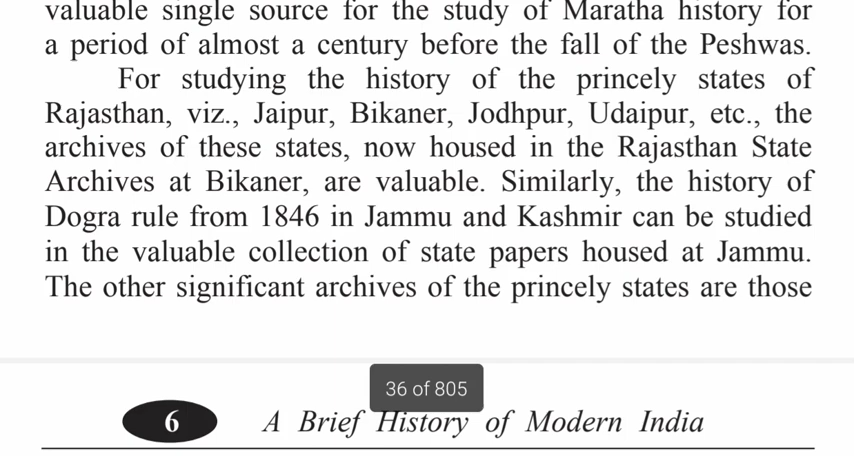 valuable single source for the study of Maratha history for
a period of almost a century before the fall of the Peshwas.
For studying the history of the princely states of
Rajasthan, viz., Jaipur, Bikaner, Jodhpur, Udaipur, etc., the
archives of these states, now housed in the Rajasthan State
Archives at Bikaner, are valuable. Similarly, the history of
Dogra rule from 1846 in Jammu and Kashmir can be studied
in the valuable collection of state papers housed at Jammu.
The other significant archives of the princely states are those
36 of 805
6 A Brief History of Modern India